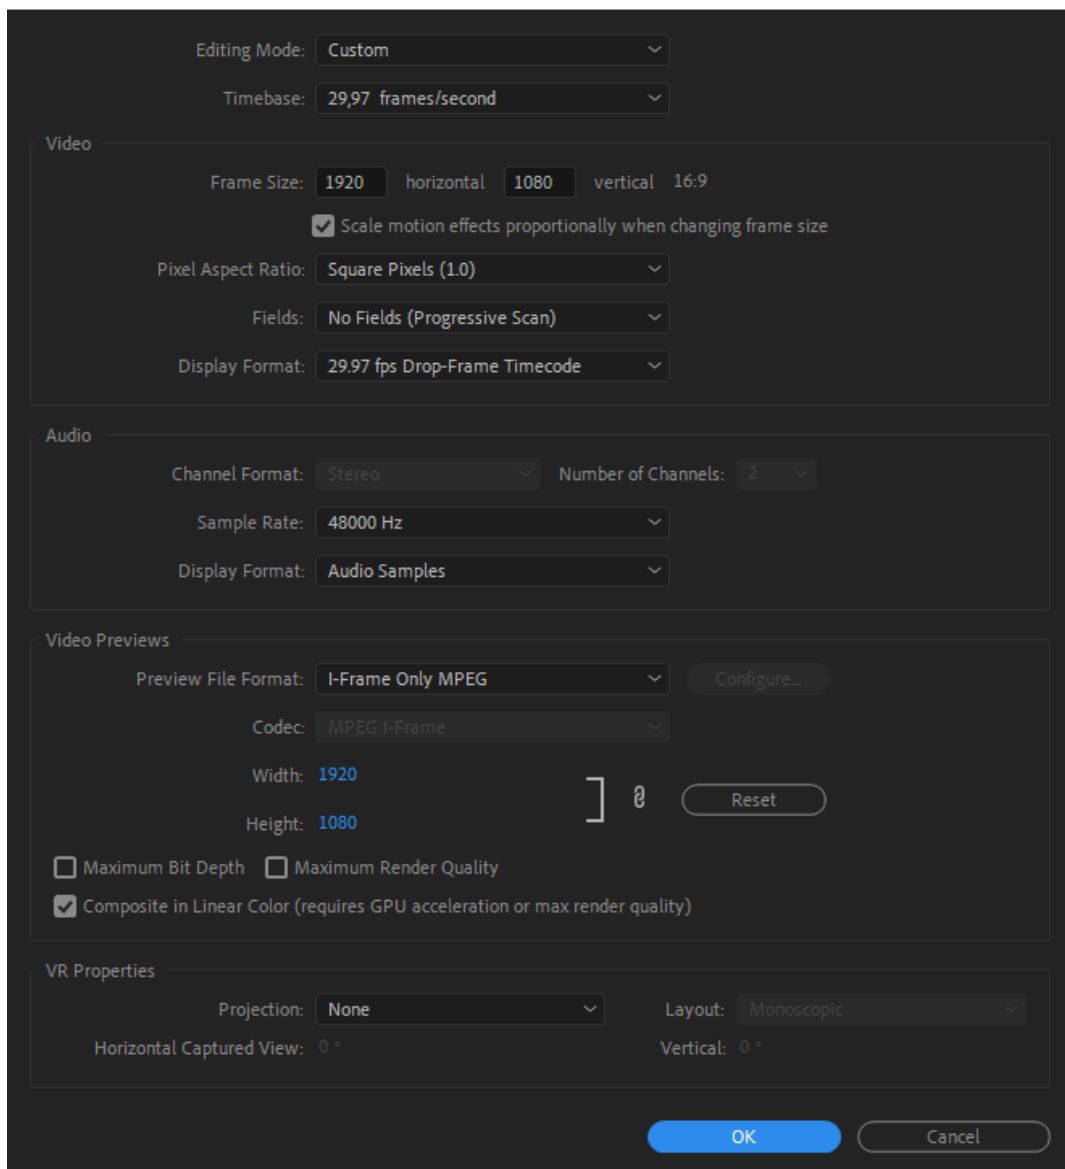 Editing Mode: Custom
Timebase: 29,97 frames/second
Video
Frame Size: 1920 horizontal 1080 vertical 16:9
Scale motion effects proportionally when changing frame size
Pixel Aspect Ratio: Square Pixels (1.0)
Fields: No Fields (Progressive Scan)
Display Format: 29.97 fps Drop-Frame Timecode
Audio
Channel Format: Stereo Number of Channels: 2
Sample Rate: 48000 Hz
Display Format: Audio Samples
Video Previews
Preview File Format: I-Frame Only MPEG Configure...
Codec: MPEG I-Frame
Width: 1920
Height: 1080
Reset
Maximum Bit Depth Maximum Render Quality
Composite in Linear Color (requires GPU acceleration or max render quality)
VR Properties
Projection: None Layout: Monoscopic
Horizontal Captured View: 0 ° Vertical: 0 °
OK Cancel